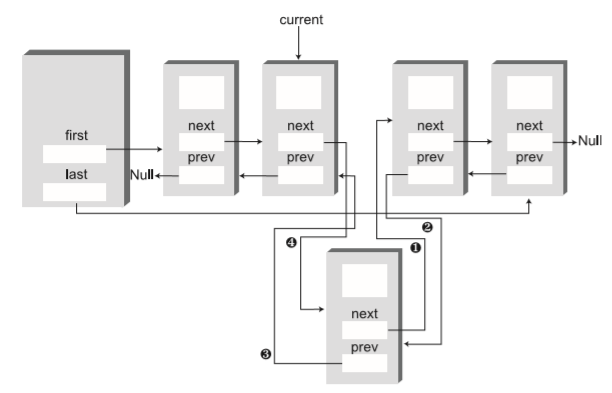 current
first
last
next
prev
Null
next
prev
next
prev
next
prev
Null
❹
❷
❶
❸
next
prev